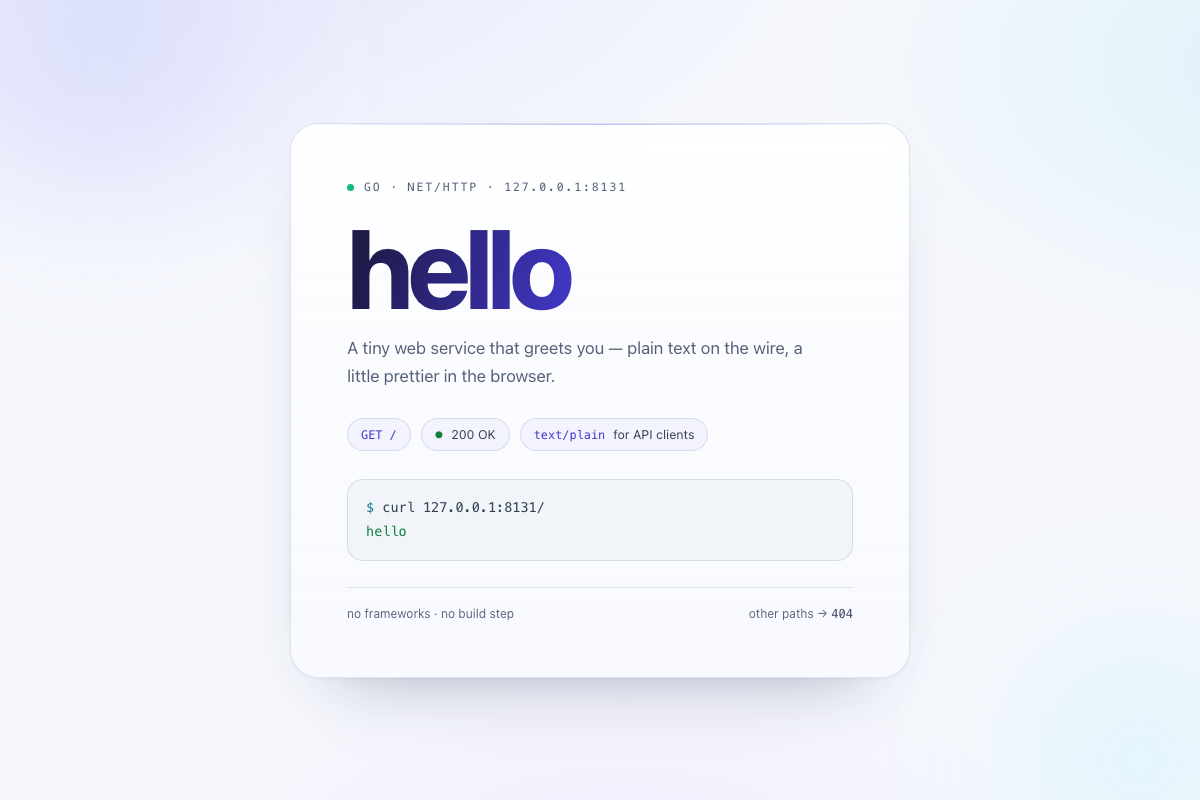 GO · NET/HTTP · 127.0.0.1:8131
hello
A tiny web service that greets you — plain text on the wire, a
little prettier in the browser.
GET / 200 OK text/plain for API clients
$ curl 127.0.0.1:8131/
hello
no frameworks · no build step other paths → 404